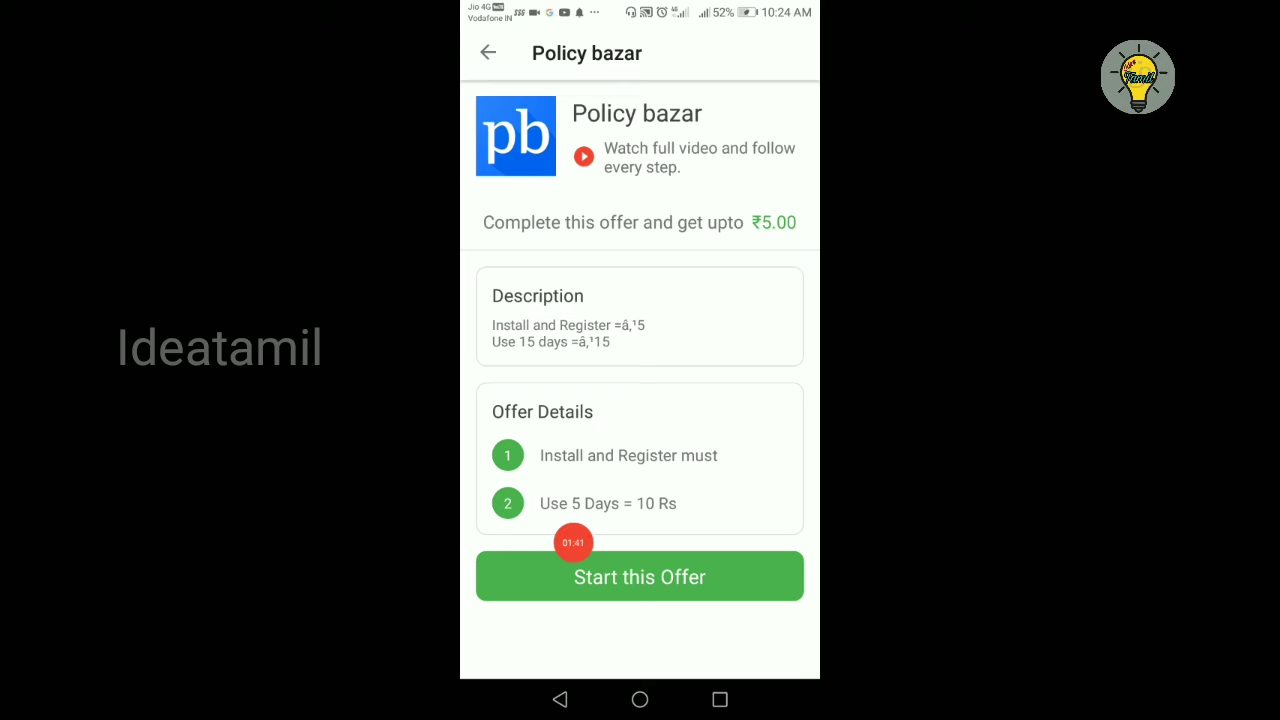 Jio 4G VoLTE
Vodafone IN
52% 10:24 AM
Policy bazar
pb
Policy bazar
Watch full video and follow
every step.
Complete this offer and get upto ₹5.00
Description
Install and Register =â‚¹5
Use 15 days =â‚¹15
Offer Details
1 Install and Register must
2 Use 5 Days = 10 Rs
01:41
Start this Offer
Ideatamil
Tamil